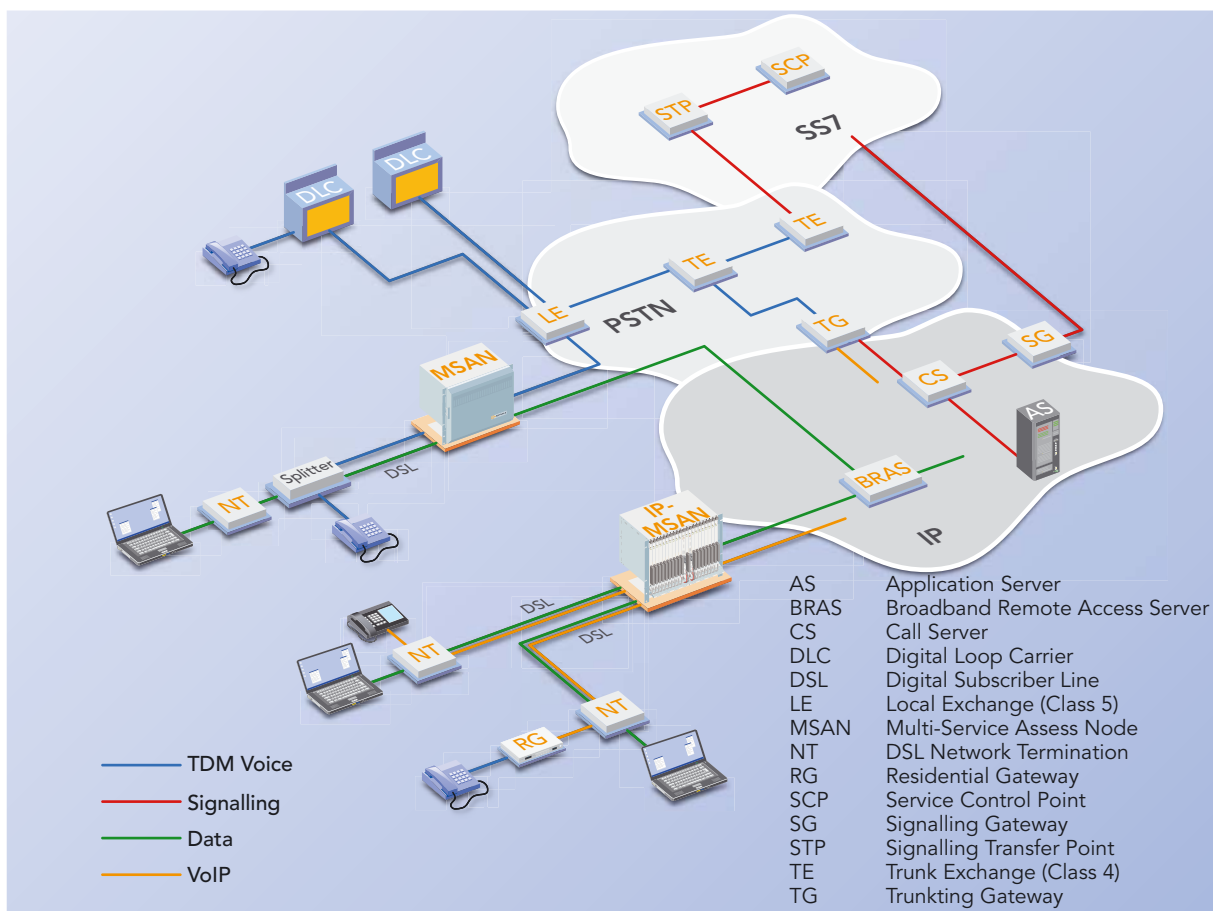 SCP
STP
SS7
DLC
DLC
TE
TE
LE
PSTN
TG
SG
MSAN
CS
AS
DSL
Splitter
NT
BRAS
IP-
MSAN
IP
DSL
DSL
NT
NT
RG
TDM Voice
Signalling
Data
VoIP
AS Application Server
BRAS Broadband Remote Access Server
CS Call Server
DLC Digital Loop Carrier
DSL Digital Subscriber Line
LE Local Exchange (Class 5)
MSAN Multi-Service Assess Node
NT DSL Network Termination
RG Residential Gateway
SCP Service Control Point
SG Signalling Gateway
STP Signalling Transfer Point
TE Trunk Exchange (Class 4)
TG Trunkting Gateway